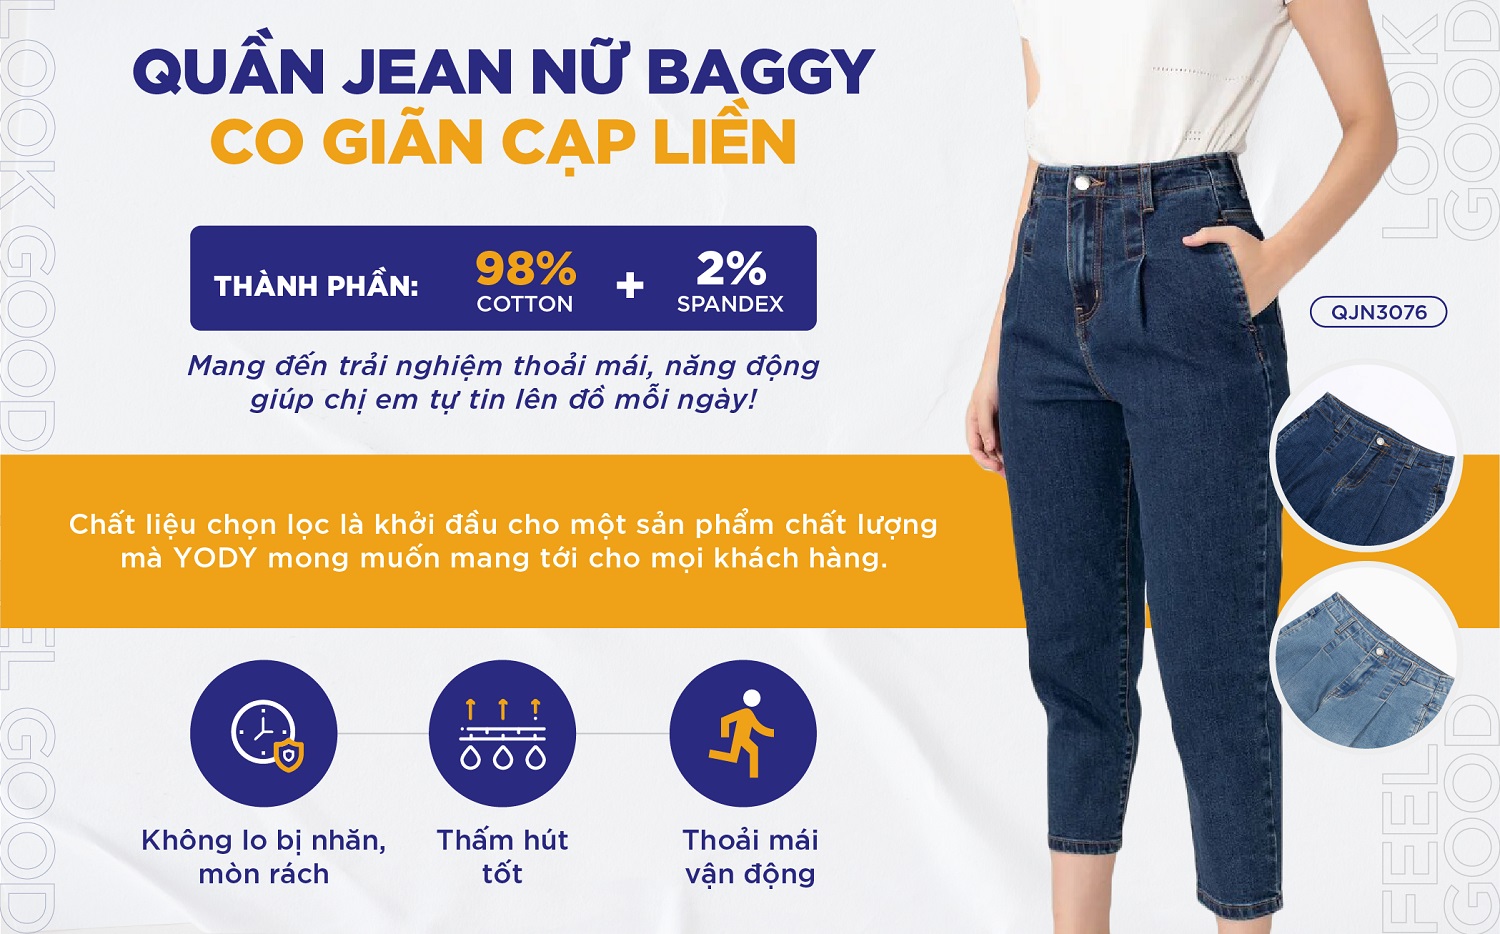 QUẦN JEAN NỮ BAGGY
CO GIÃN CẠP LIỀN
THÀNH PHẦN:
98%
COTTON
+
2%
SPANDEX
Mang đến trải nghiệm thoải mái, năng động
giúp chị em tự tin lên đồ mỗi ngày!
QJN3076
Chất liệu chọn lọc là khởi đầu cho một sản phẩm chất lượng
mà YODY mong muốn mang tới cho mọi khách hàng.
Không lo bị nhăn,
mòn rách
Thấm hút
tốt
Thoải mái
vận động
LOOK GOOD
EL GOOD
LOOK
GOOD
FEEL
GOOD